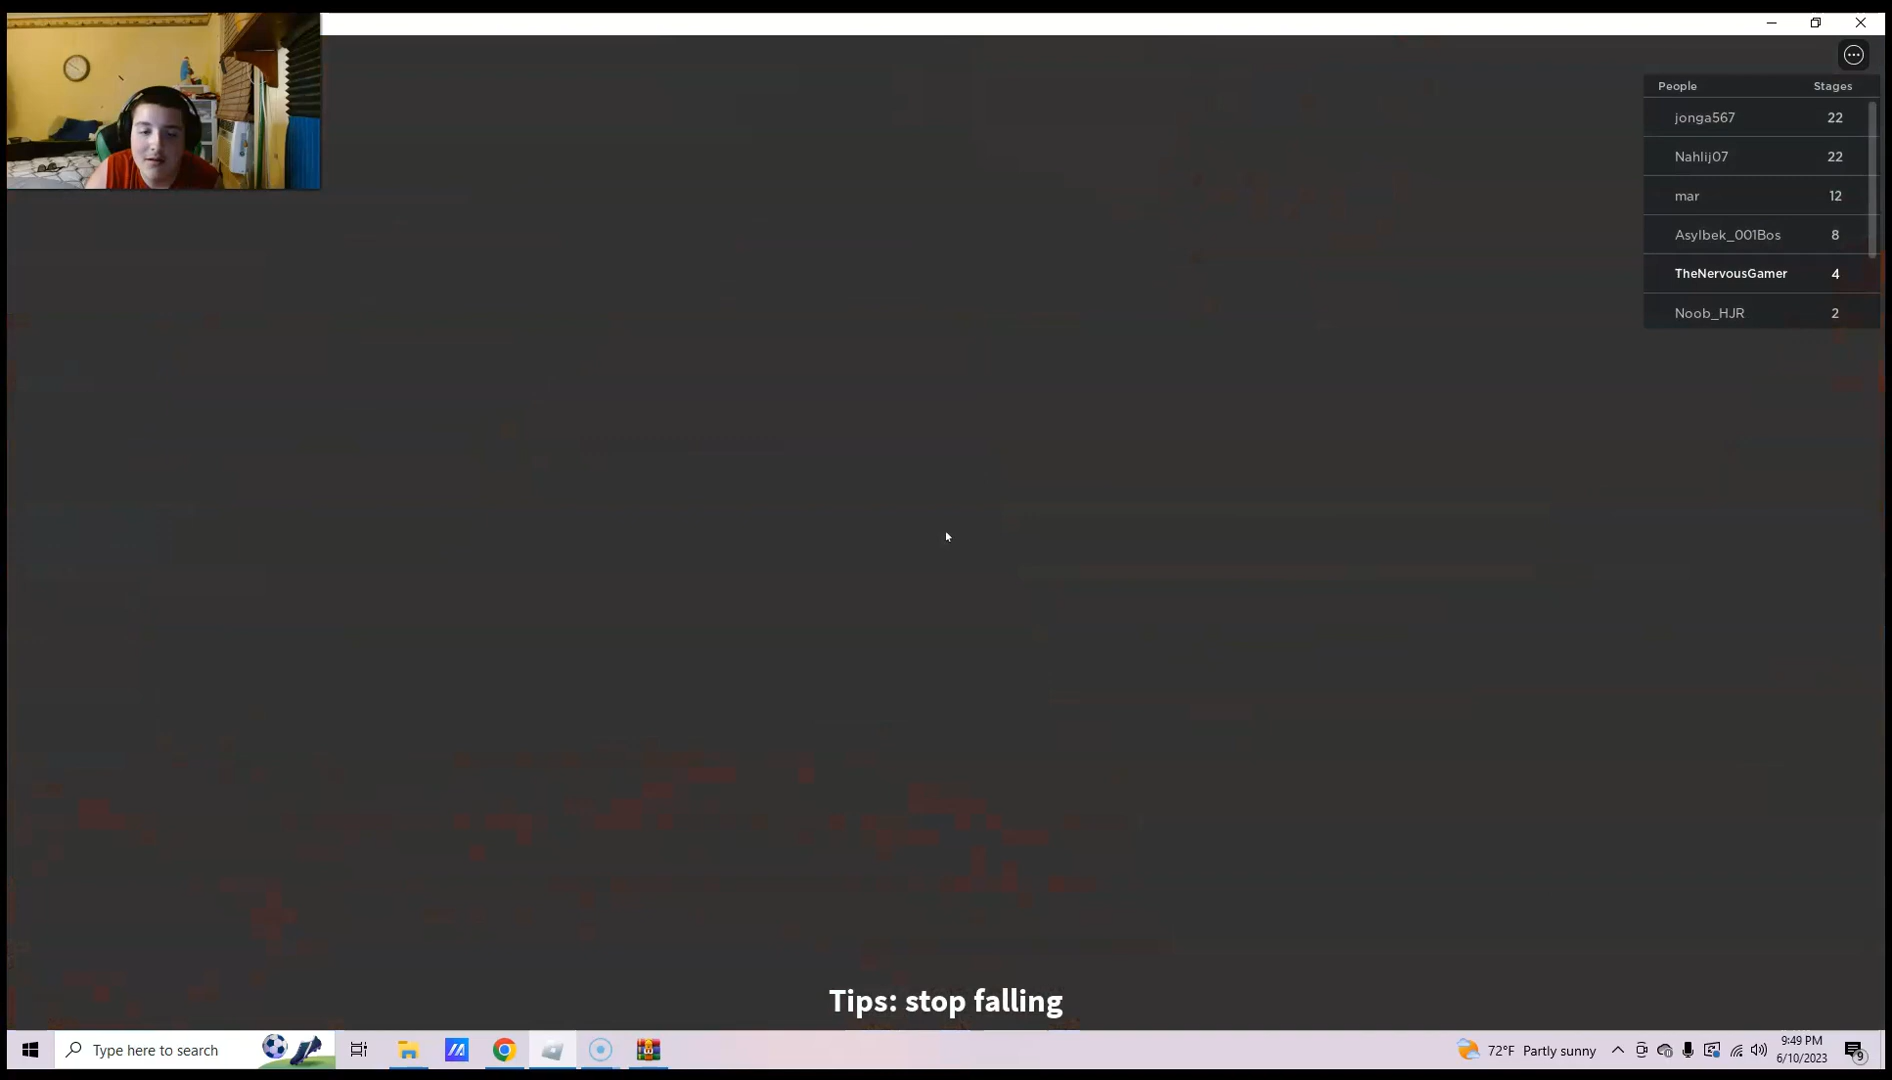 People Stages
jonga567 22
Nahlij07 22
mar 12
Asylbek_001Bos 8
TheNervousGamer 4
Noob_HJR 2
Tips: stop falling
Type here to search
72°F Partly sunny
9:49 PM
6/10/2023
9